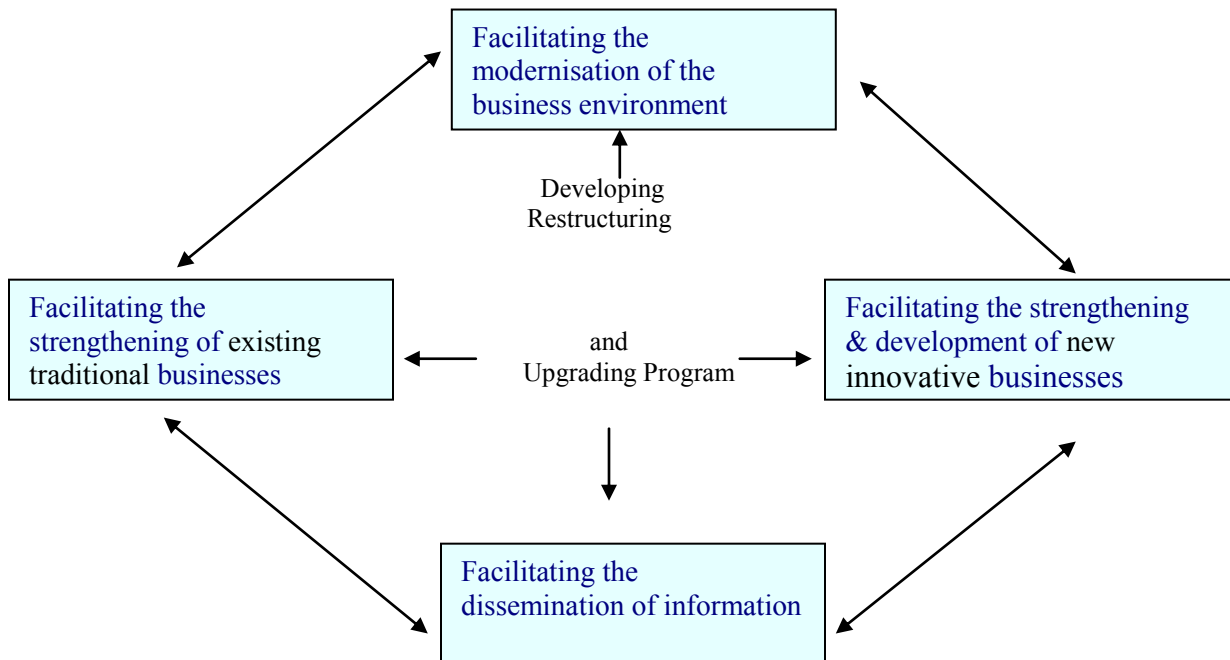 Facilitating the
modernisation of the
business environment
Developing
Restructuring
Facilitating the
strengthening of existing
traditional businesses
and
Upgrading Program
Facilitating the strengthening
& development of new
innovative businesses
Facilitating the
dissemination of information